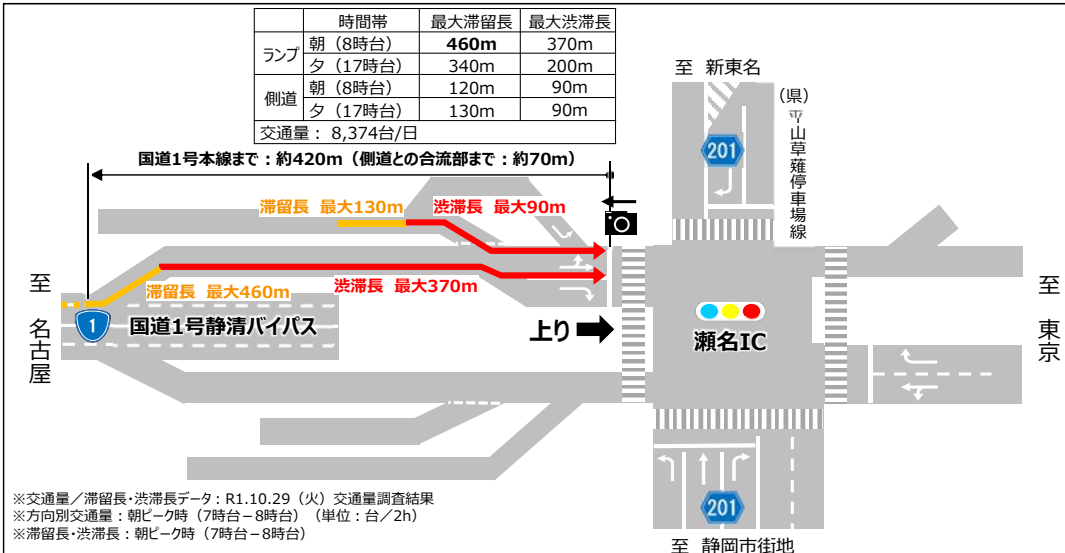 時間帯 最大滞留長 最大渋滞長
ランプ 朝（8時台） 460m 370m
夕（17時台） 340m 200m
側道 朝（8時台） 120m 90m
夕（17時台） 130m 90m
交通量： 8,374台/日
国道1号本線まで：約420m（側道との合流部まで：約70m）
至 新東名
（県）平山草薙停車場線
201
滞留長 最大130m
渋滞長 最大90m
滞留長 最大460m
渋滞長 最大370m
至 名古屋
1
国道1号静清バイパス
上り
瀬名IC
至 東京
201
至 静岡市街地
※交通量／滞留長・渋滞長データ：R1.10.29（火）交通量調査結果
※方向別交通量：朝ピーク時（7時台－8時台）（単位：台／2h）
※滞留長・渋滞長：朝ピーク時（7時台－8時台）